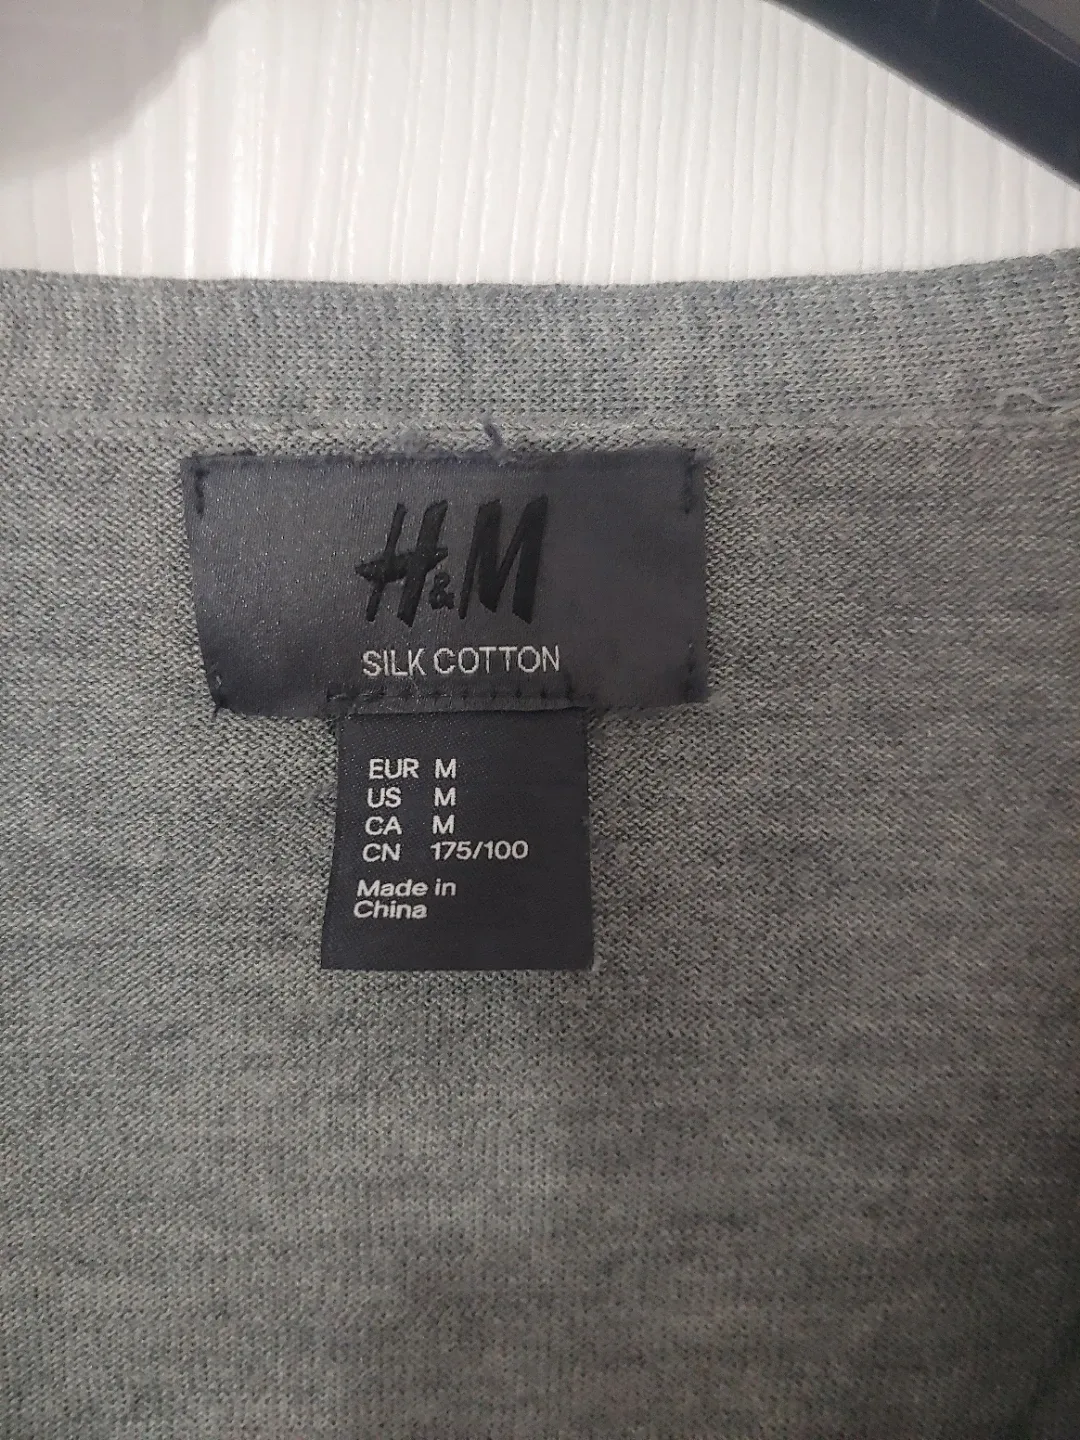 H&M
SILK COTTON
EUR M
US M
CA M
CN 175/100
Made in
China